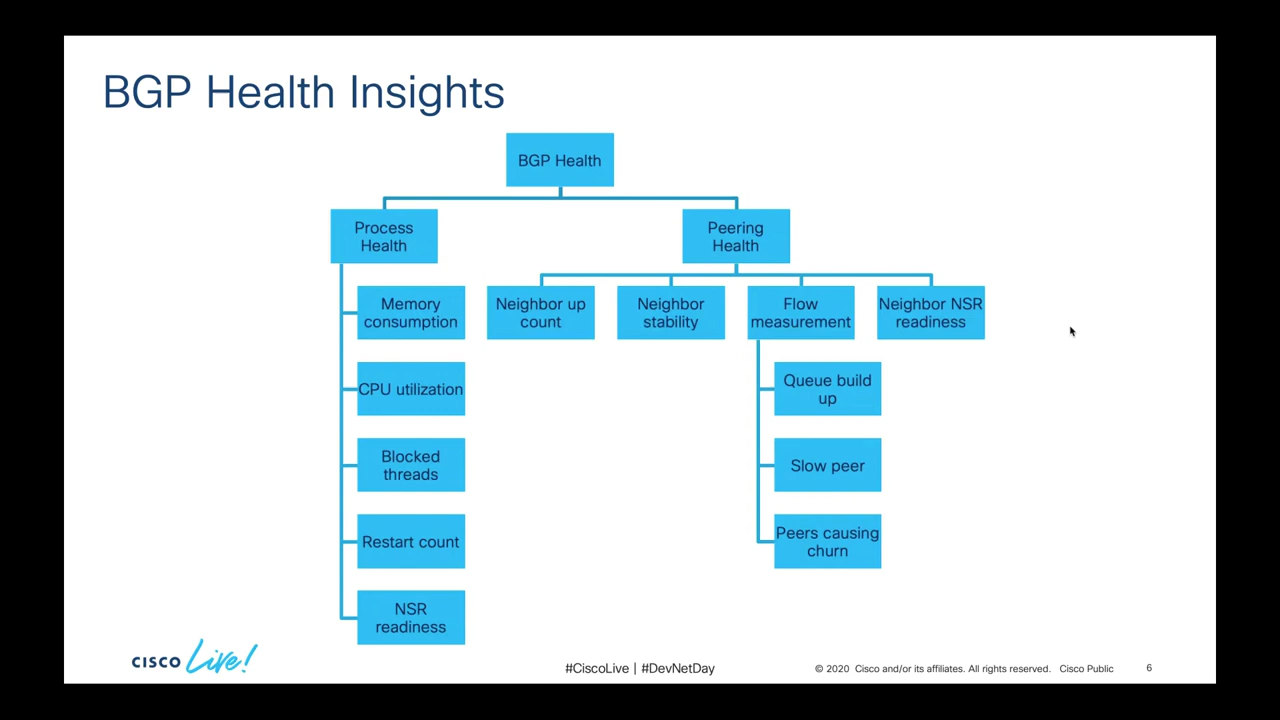 BGP Health Insights
BGP Health
Process
Health
Peering
Health
Memory
consumption
Neighbor up
count
Neighbor
stability
Flow
measurement
Neighbor NSR
readiness
CPU utilization
Queue build
up
Blocked
threads
Slow peer
Restart count
Peers causing
churn
NSR
readiness
CISCO Live!
#CiscoLive | #DevNetDay
© 2020 Cisco and/or its affiliates. All rights reserved. Cisco Public
6